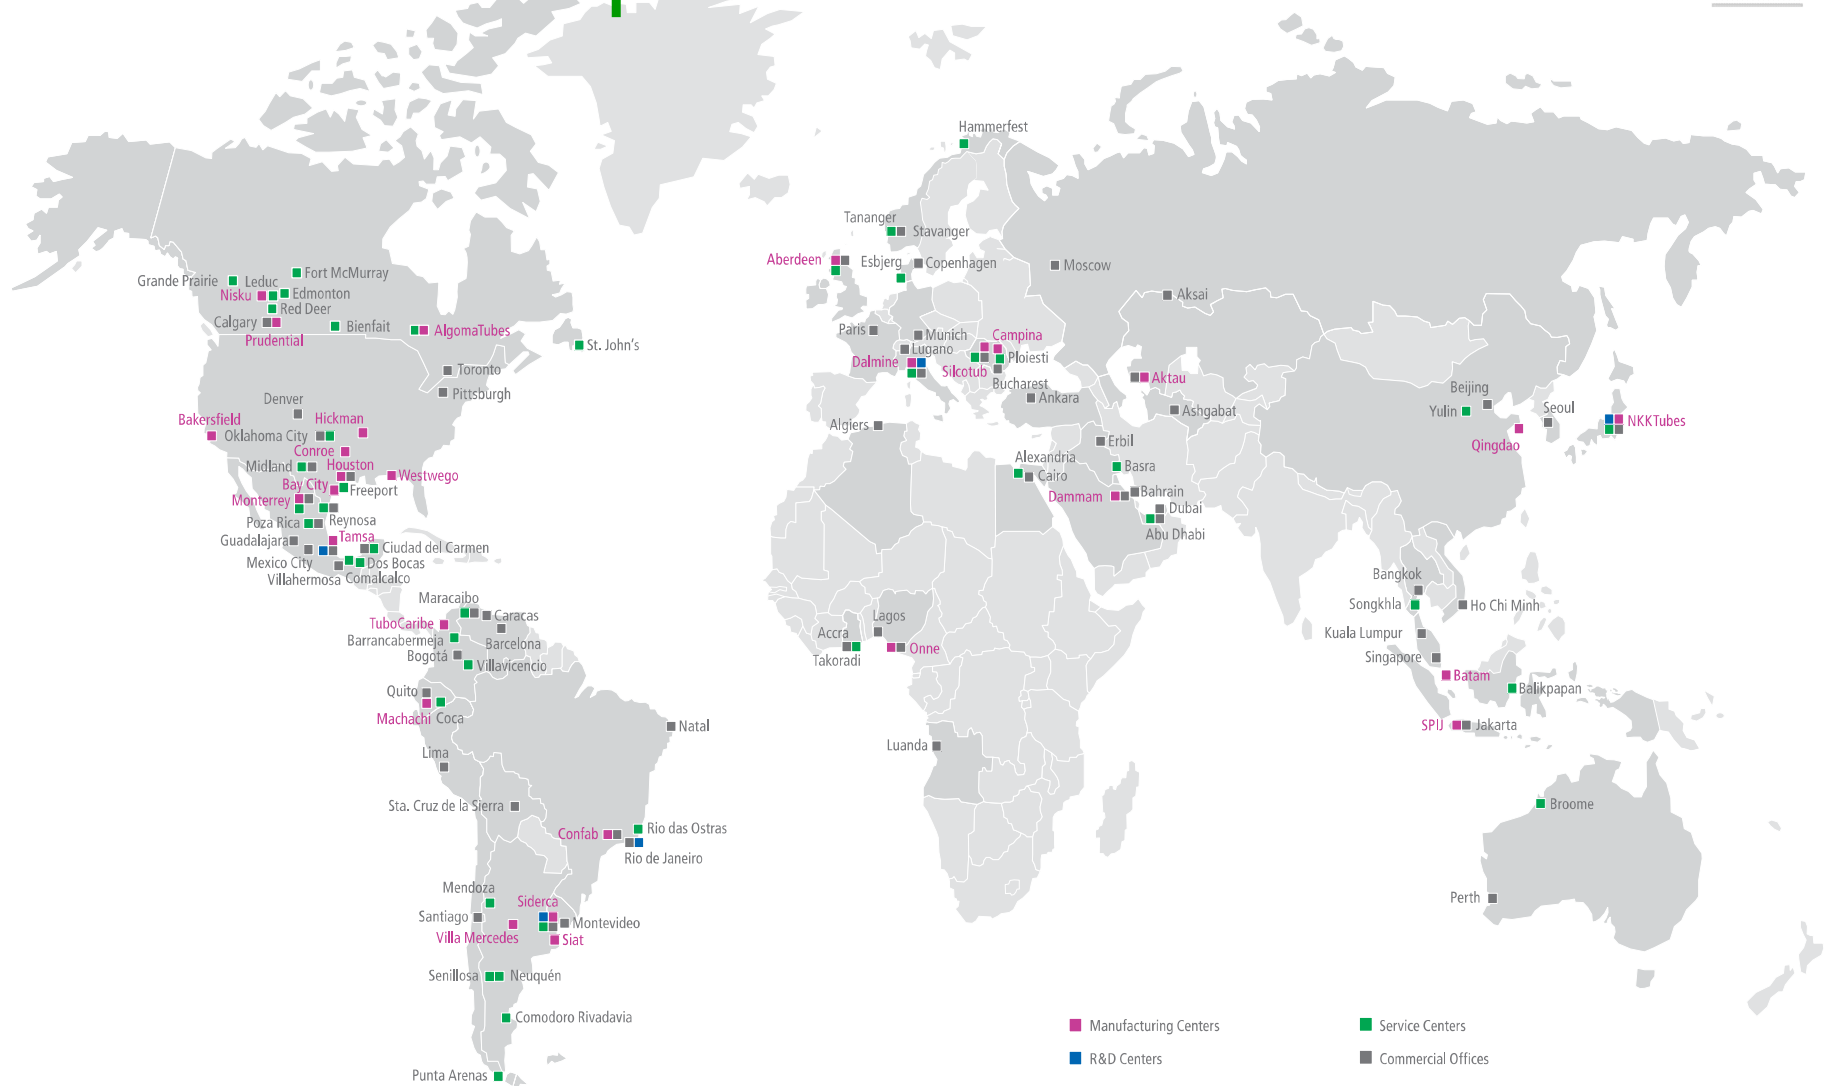 Hammerfest
Tananger
Stavanger
Aberdeen
Esbjerg
Copenhagen
Moscow
Grande Prairie
Leduc
Fort McMurray
Nisku
Edmonton
Red Deer
Calgary
Bienfait
AlgomaTubes
Prudential
St. John's
Aksai
Paris
Munich
Campina
Lugano
Dalmine
Silcotub
Ploiesti
Bucharest
Toronto
Pittsburgh
Aktau
Ankara
Ashgabat
Beijing
Yulin
Seoul
NKKTubes
Qingdao
Denver
Bakersfield
Hickman
Oklahoma City
Conroe
Midland
Houston
Westwego
Bay City
Freeport
Monterrey
Reynosa
Poza Rica
Guadalajara
Tamsa
Ciudad del Carmen
Mexico City
Dos Bocas
Villahermosa
Comalcalco
Algiers
Erbil
Alexandria
Cairo
Basra
Dammam
Bahrain
Dubai
Abu Dhabi
Maracaibo
Caracas
TuboCaribe
Barrancabermeja
Barcelona
Bogotá
Villavicencio
Quito
Machachi
Coca
Lagos
Accra
Takoradi
Onne
Bangkok
Songkhla
Ho Chi Minh
Kuala Lumpur
Singapore
Batam
Balikpapan
SPIJ
Jakarta
Natal
Lima
Luanda
Sta. Cruz de la Sierra
Confab
Rio das Ostras
Rio de Janeiro
Broome
Perth
Mendoza
Siderca
Santiago
Montevideo
Villa Mercedes
Siat
Senillosa
Neuquén
Comodoro Rivadavia
Punta Arenas
Manufacturing Centers
Service Centers
R&D Centers
Commercial Offices